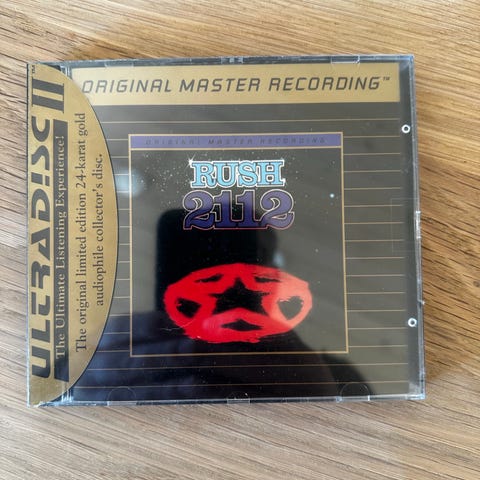 ORIGINAL MASTER RECORDING™
ULTRADISC II™
The Ultimate Listening Experience!
The original limited edition 24-karat gold
audiophile collector's disc.
ORIGINAL MASTER RECORDING
RUSH
2112